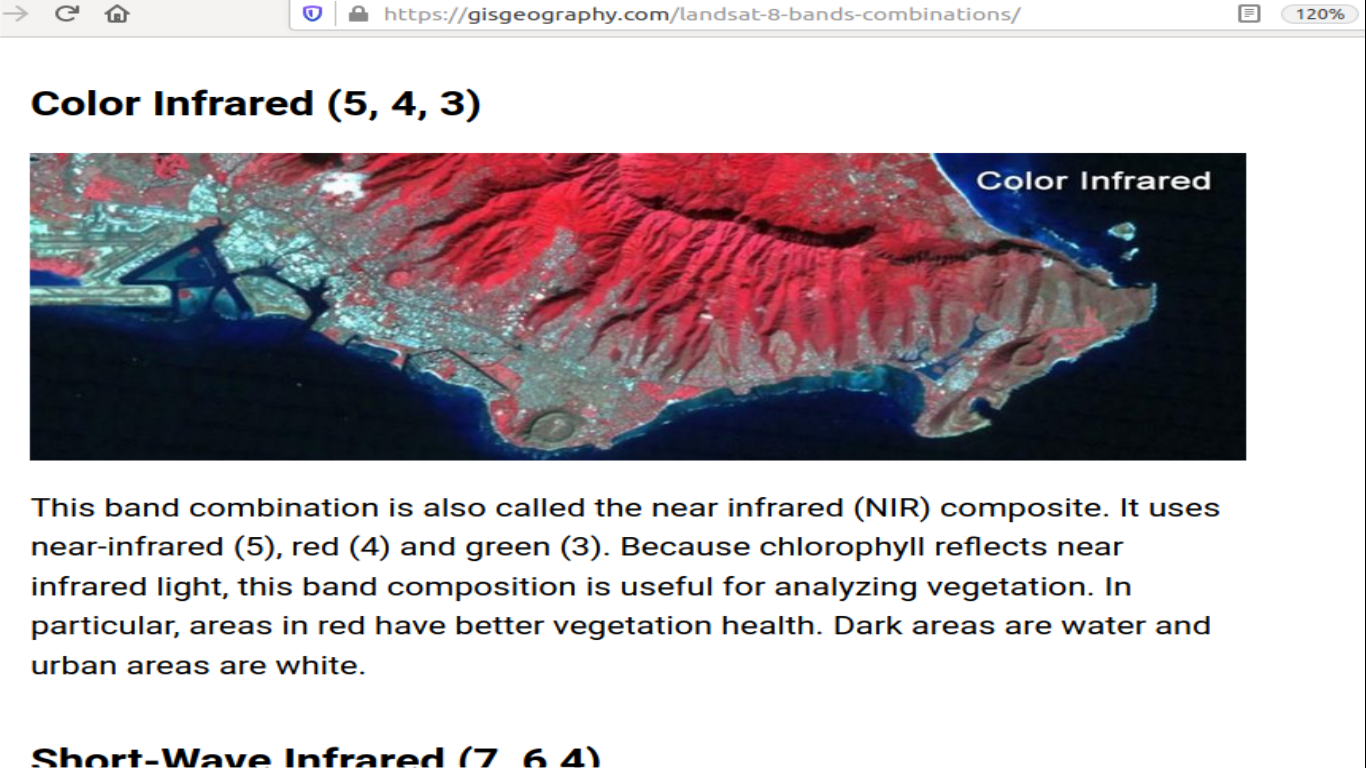 https://gisgeography.com/landsat-8-bands-combinations/
120%
Color Infrared (5, 4, 3)
Color Infrared
This band combination is also called the near infrared (NIR) composite. It uses
near-infrared (5), red (4) and green (3). Because chlorophyll reflects near
infrared light, this band composition is useful for analyzing vegetation. In
particular, areas in red have better vegetation health. Dark areas are water and
urban areas are white.
Short-Wave Infrared (7, 6 4)